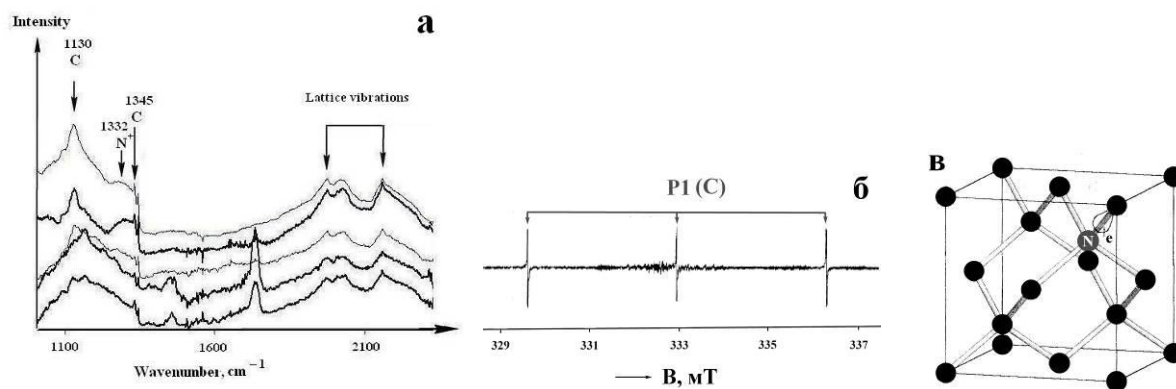 Intensity
а
1130
C
1345
C
1332
N+
Lattice vibrations
1100
1600
2100
Wavenumber, cm⁻¹
P1 (C)
б
329
331
333
335
337
В, мТ
в
N
e